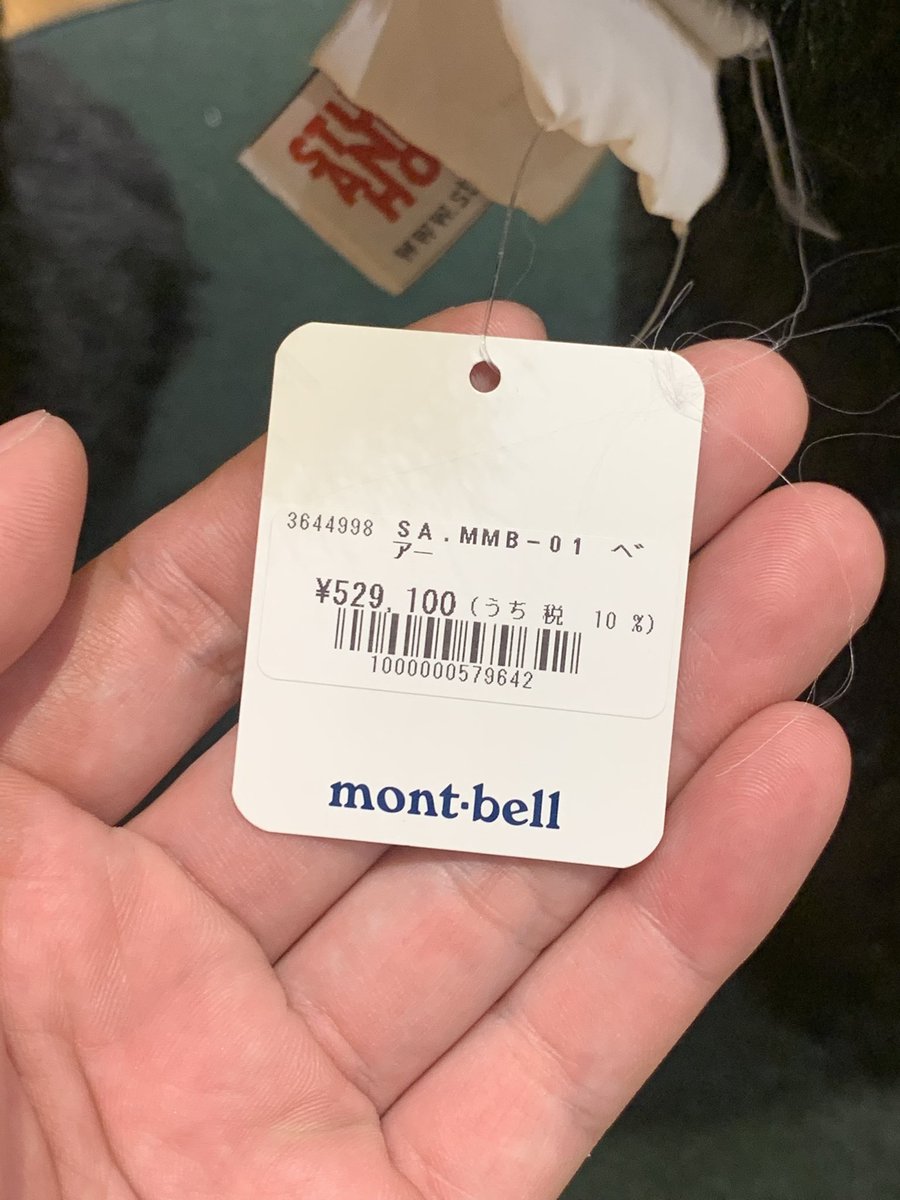 3644998 SA.MMB-01 ベ
アー
¥529,100(うち税 10 %)
1000000579642
mont-bell